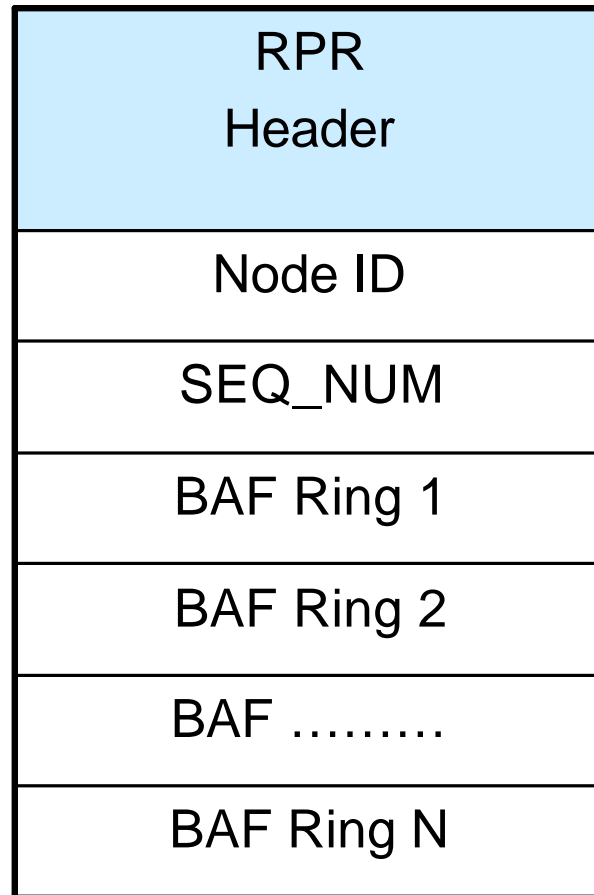 RPR
Header
Node ID
SEQ_NUM
BAF Ring 1
BAF Ring 2
BAF .........
BAF Ring N